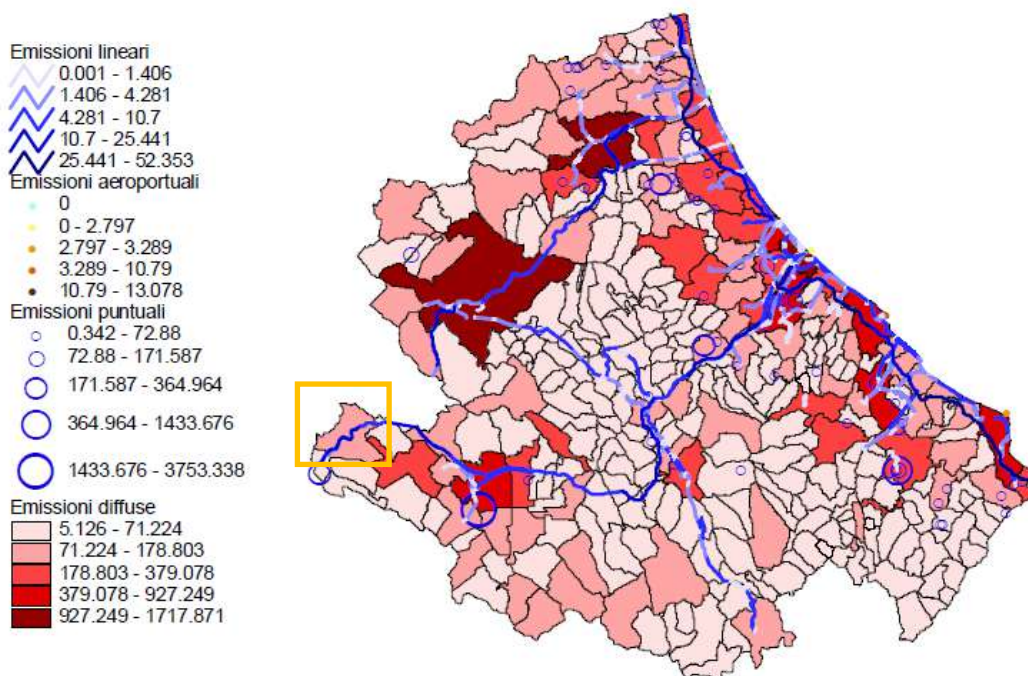 Emissioni lineari
0.001 - 1.406
1.406 - 4.281
4.281 - 10.7
10.7 - 25.441
25.441 - 52.353
Emissioni aeroportuali
0
0 - 2.797
2.797 - 3.289
3.289 - 10.79
10.79 - 13.078
Emissioni puntuali
0.342 - 72.88
72.88 - 171.587
171.587 - 364.964
364.964 - 1433.676
1433.676 - 3753.338
Emissioni diffuse
5.126 - 71.224
71.224 - 178.803
178.803 - 379.078
379.078 - 927.249
927.249 - 1717.871